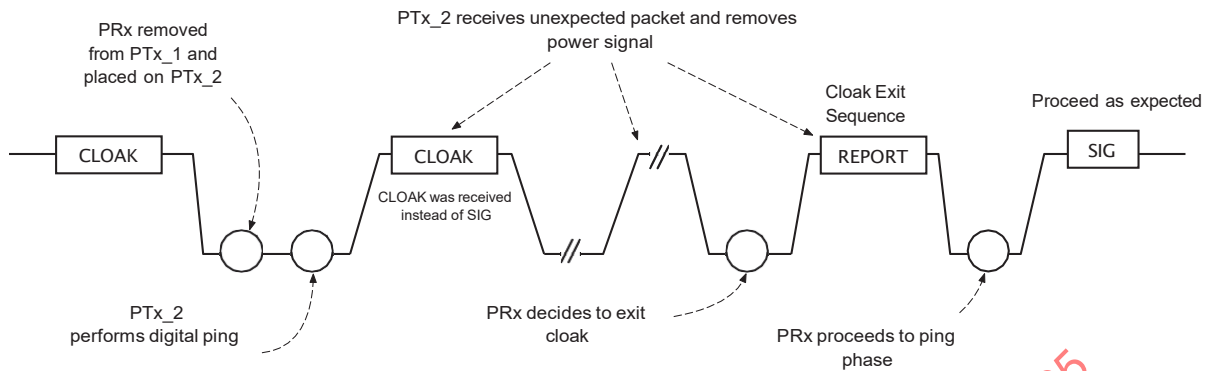 PRx removed
from PTx_1 and
placed on PTx_2
PTx_2 receives unexpected packet and removes
power signal
Cloak Exit
Sequence
Proceed as expected
CLOAK
CLOAK
REPORT
SIG
CLOAK was received
instead of SIG
PTx_2
performs digital ping
PRx decides to exit
cloak
PRx proceeds to ping
phase